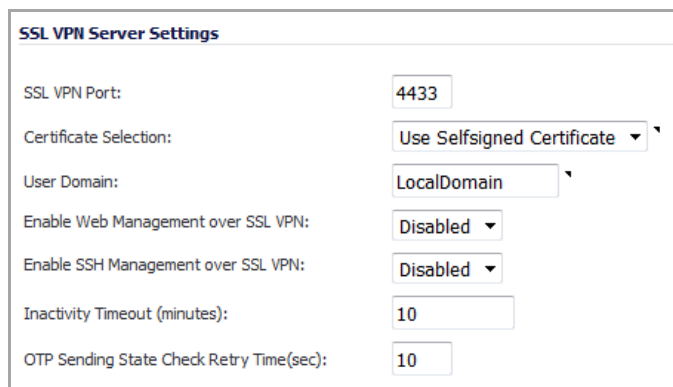 SSL VPN Server Settings
SSL VPN Port: 4433
Certificate Selection: Use Selfsigned Certificate
User Domain: LocalDomain
Enable Web Management over SSL VPN: Disabled
Enable SSH Management over SSL VPN: Disabled
Inactivity Timeout (minutes): 10
OTP Sending State Check Retry Time(sec): 10